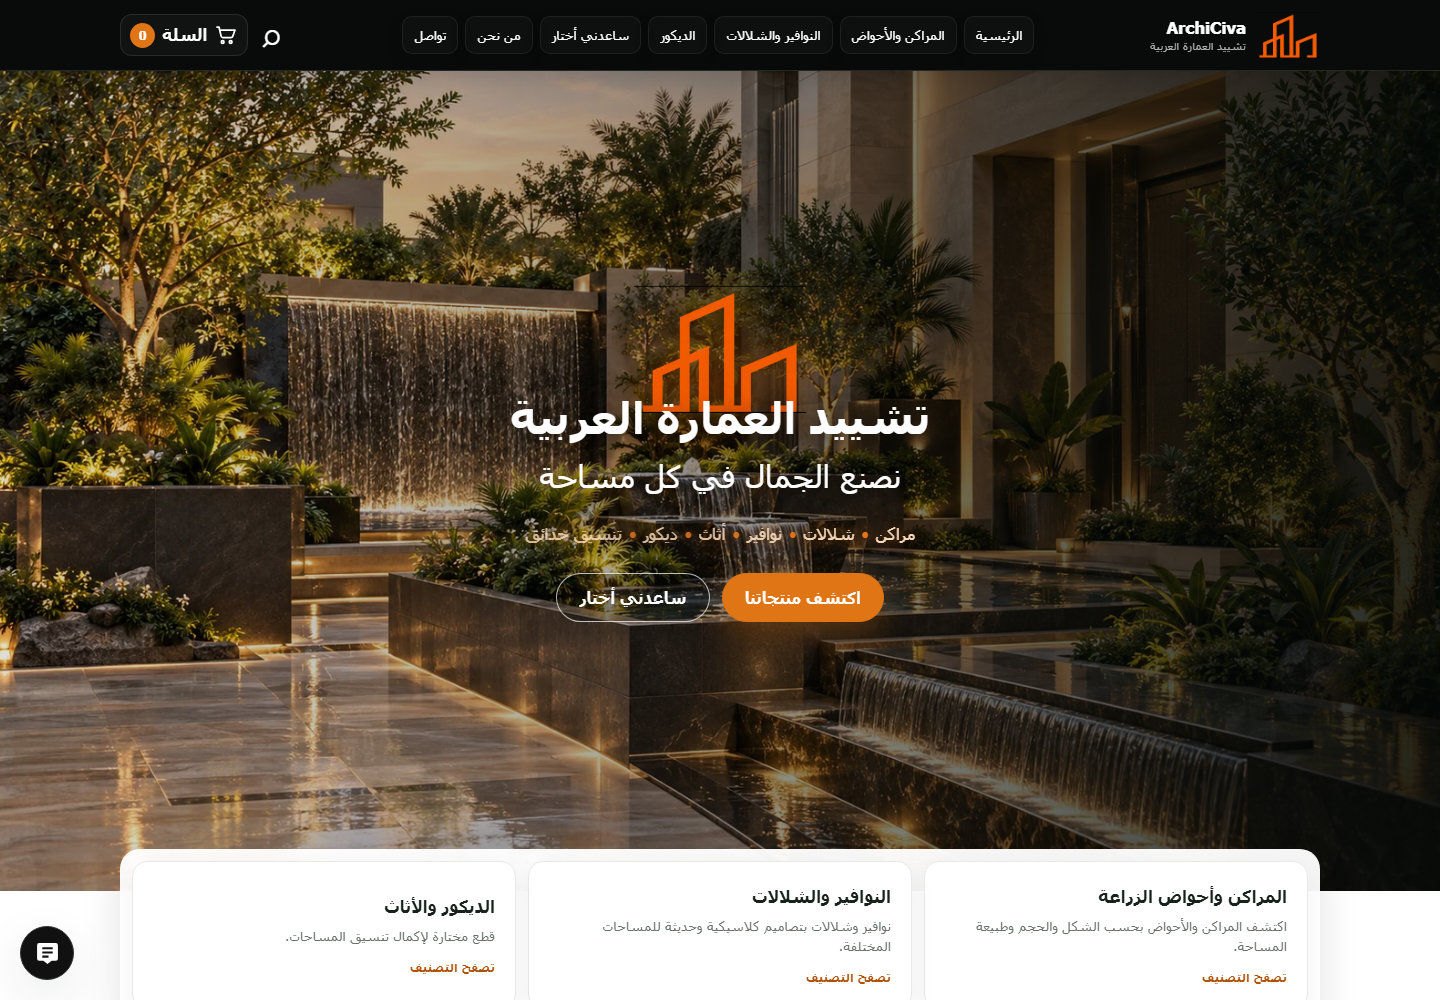 ArchiCiva
تشييد العمارة العربية
الرئيسية
المراكن والأحواض
النوافير والشلالات
الديكور
ساعدني أختار
من نحن
تواصل
السلة
0
تشييد العمارة العربية
نصنع الجمال في كل مساحة
مراكن • شلالات • نوافير • أثاث • ديكور • تنسيق حدائق
اكتشف منتجاتنا
ساعدني أختار
المراكن وأحواض الزراعة
اكتشف المراكن والأحواض بحسب الشكل والحجم وطبيعة
المساحة.
تصفح التصنيف
النوافير والشلالات
نوافير وشلالات بتصاميم كلاسيكية وحديثة للمساحات
المختلفة.
تصفح التصنيف
الديكور والأثاث
قطع مختارة لإكمال تنسيق المساحات.
تصفح التصنيف